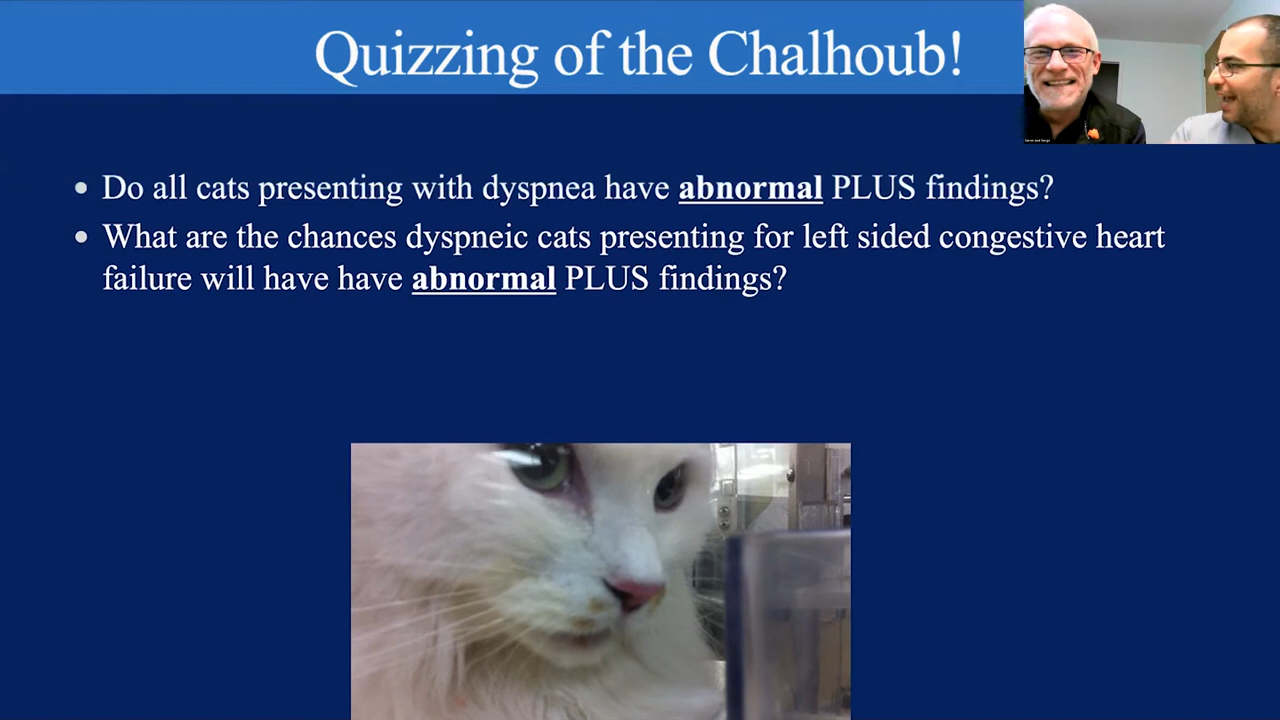 Quizzing of the Chalhoub!
• Do all cats presenting with dyspnea have abnormal PLUS findings?
• What are the chances dyspneic cats presenting for left sided congestive heart
failure will have have abnormal PLUS findings?